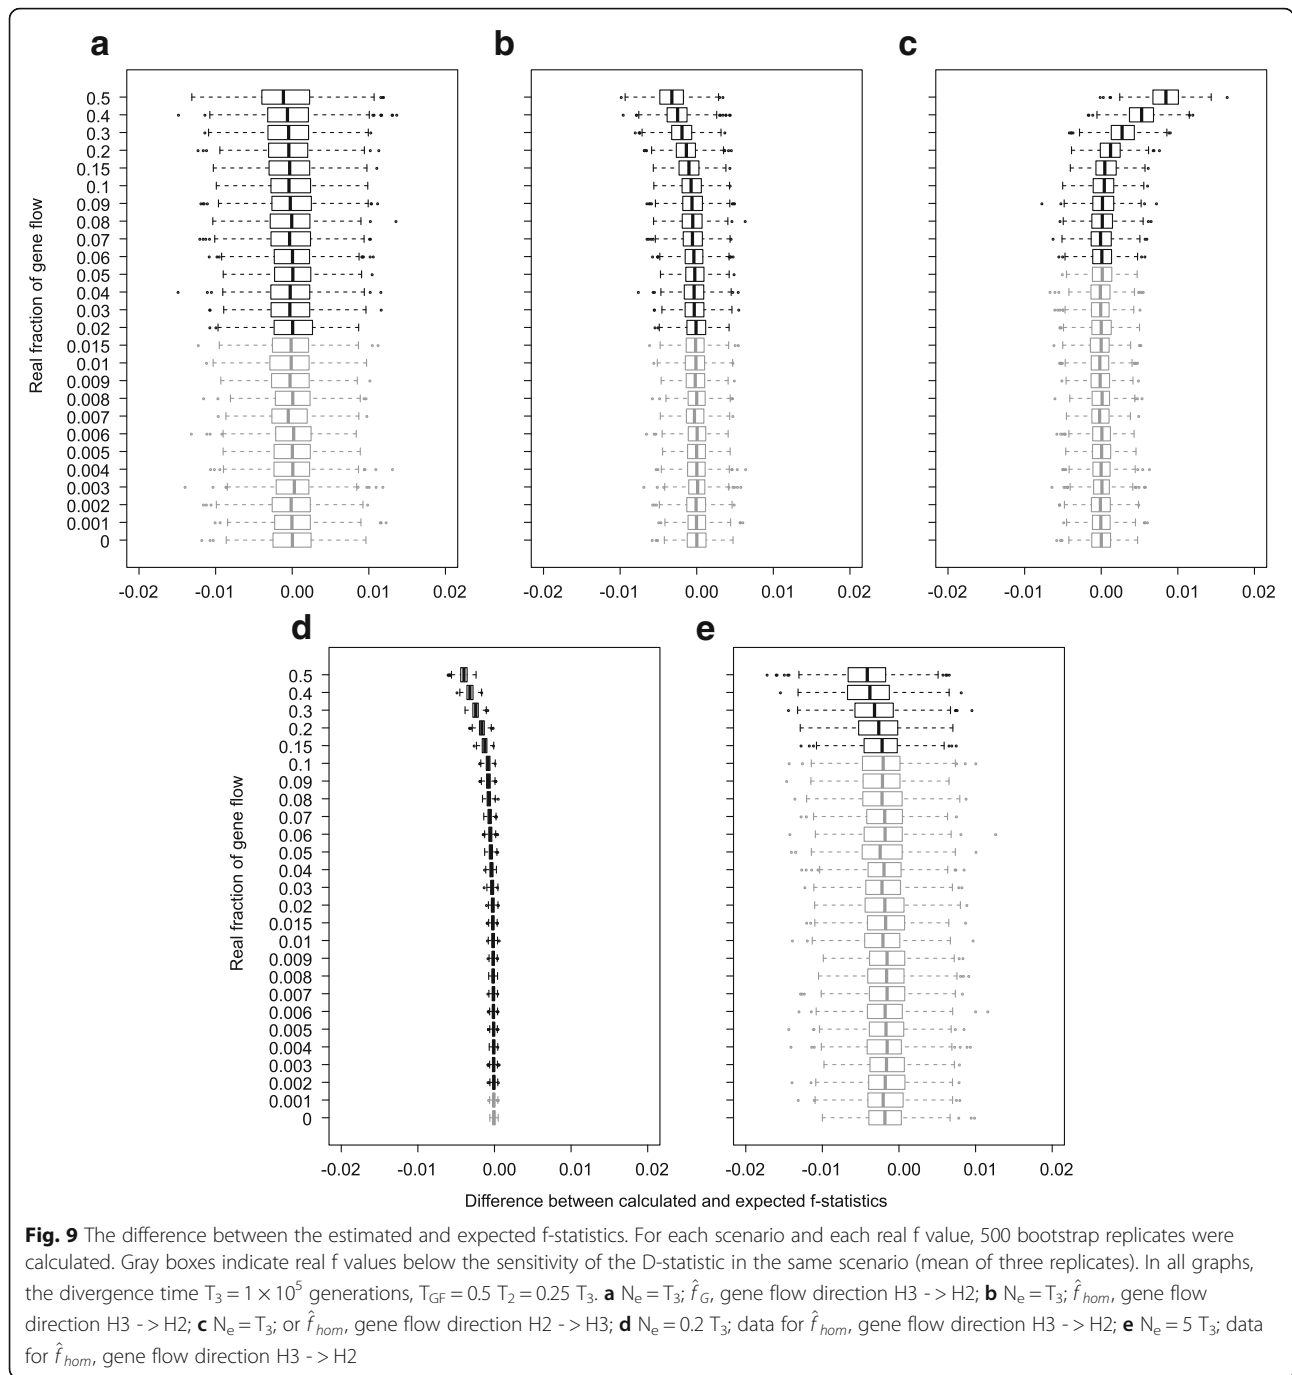 a
b
c
Real fraction of gene flow
0.5
0.4
0.3
0.2
0.15
0.1
0.09
0.08
0.07
0.06
0.05
0.04
0.03
0.02
0.015
0.01
0.009
0.008
0.007
0.006
0.005
0.004
0.003
0.002
0.001
0
-0.02 -0.01 0.00 0.01 0.02
-0.02 -0.01 0.00 0.01 0.02
-0.02 -0.01 0.00 0.01 0.02
d
e
Real fraction of gene flow
0.5
0.4
0.3
0.2
0.15
0.1
0.09
0.08
0.07
0.06
0.05
0.04
0.03
0.02
0.015
0.01
0.009
0.008
0.007
0.006
0.005
0.004
0.003
0.002
0.001
0
-0.02 -0.01 0.00 0.01 0.02
-0.02 -0.01 0.00 0.01 0.02
Difference between calculated and expected f-statistics
Fig. 9 The difference between the estimated and expected f-statistics. For each scenario and each real f value, 500 bootstrap replicates were
calculated. Gray boxes indicate real f values below the sensitivity of the D-statistic in the same scenario (mean of three replicates). In all graphs,
the divergence time T₃ = 1 × 10⁵ generations, T_GF = 0.5 T₂ = 0.25 T₃. a Nₑ = T₃; f̂_G, gene flow direction H3 - > H2; b Nₑ = T₃; f̂_hom, gene flow
direction H3 - > H2; c Nₑ = T₃; or f̂_hom, gene flow direction H2 - > H3; d Nₑ = 0.2 T₃; data for f̂_hom, gene flow direction H3 - > H2; e Nₑ = 5 T₃; data
for f̂_hom, gene flow direction H3 - > H2